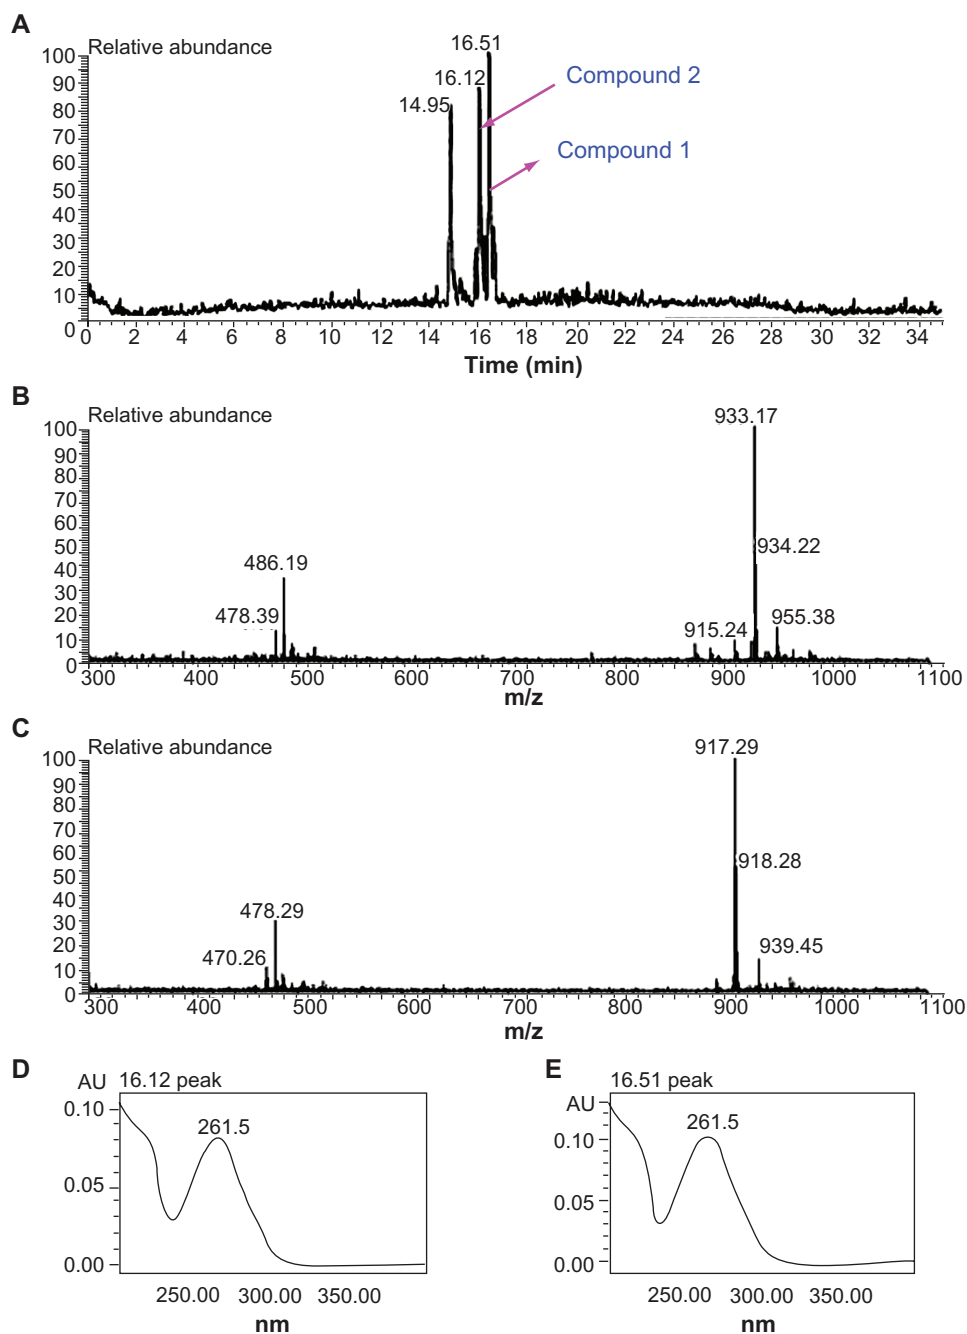 A
Relative abundance
100
90
80
70
60
50
40
30
20
10
0
14.95
16.12
16.51
Compound 2
Compound 1
0 2 4 6 8 10 12 14 16 18 20 22 24 26 28 30 32 34
Time (min)
B
Relative abundance
100
90
80
70
60
50
40
30
20
10
0
478.39
486.19
915.24
933.17
934.22
955.38
300 400 500 600 700 800 900 1000 1100
m/z
C
Relative abundance
100
90
80
70
60
50
40
30
20
10
0
470.26
478.29
917.29
918.28
939.45
300 400 500 600 700 800 900 1000 1100
m/z
D
AU
16.12 peak
0.10
0.05
0.00
261.5
250.00 300.00 350.00
nm
E
16.51 peak
AU
0.10
0.05
0.00
261.5
250.00 300.00 350.00
nm